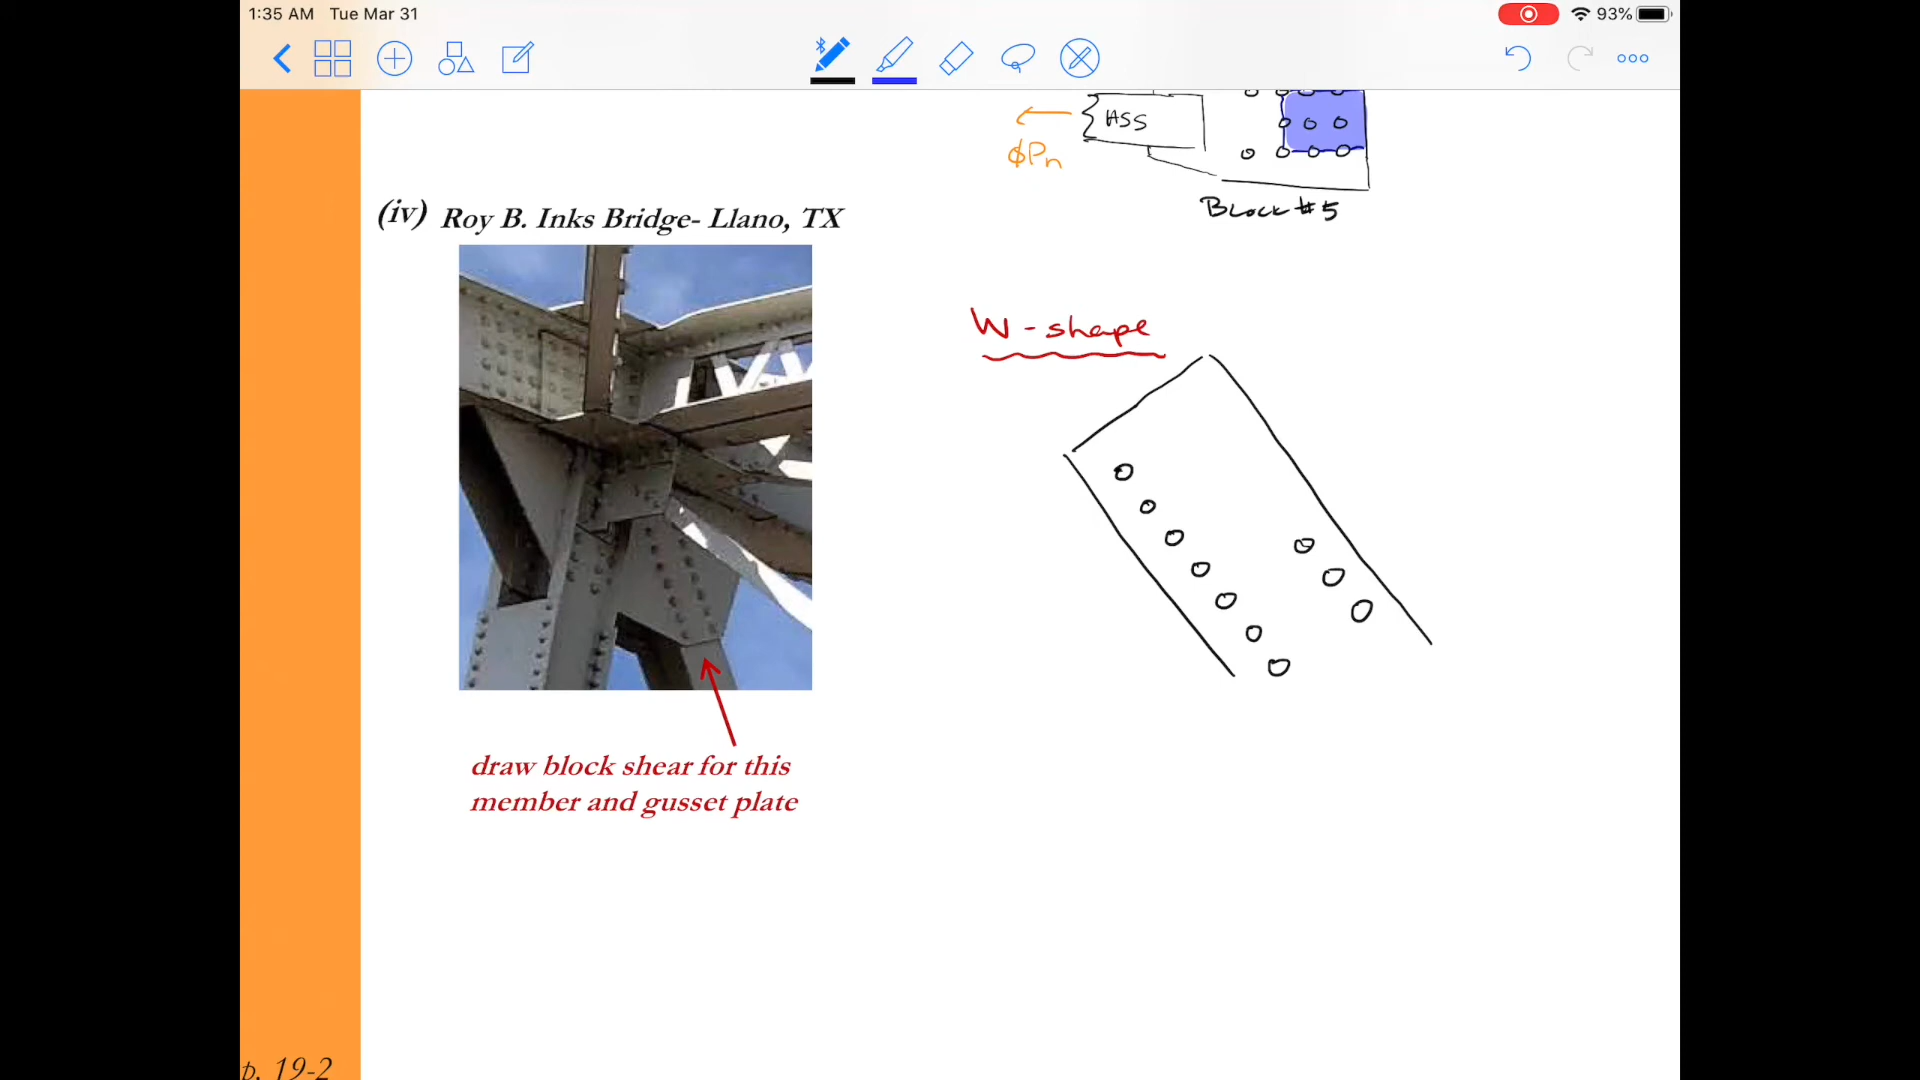 1:35 AM Tue Mar 31
93%
HSS
ϕPn
Block #5
(iv) Roy B. Inks Bridge- Llano, TX
W - shape
draw block shear for this
member and gusset plate
p. 19-2